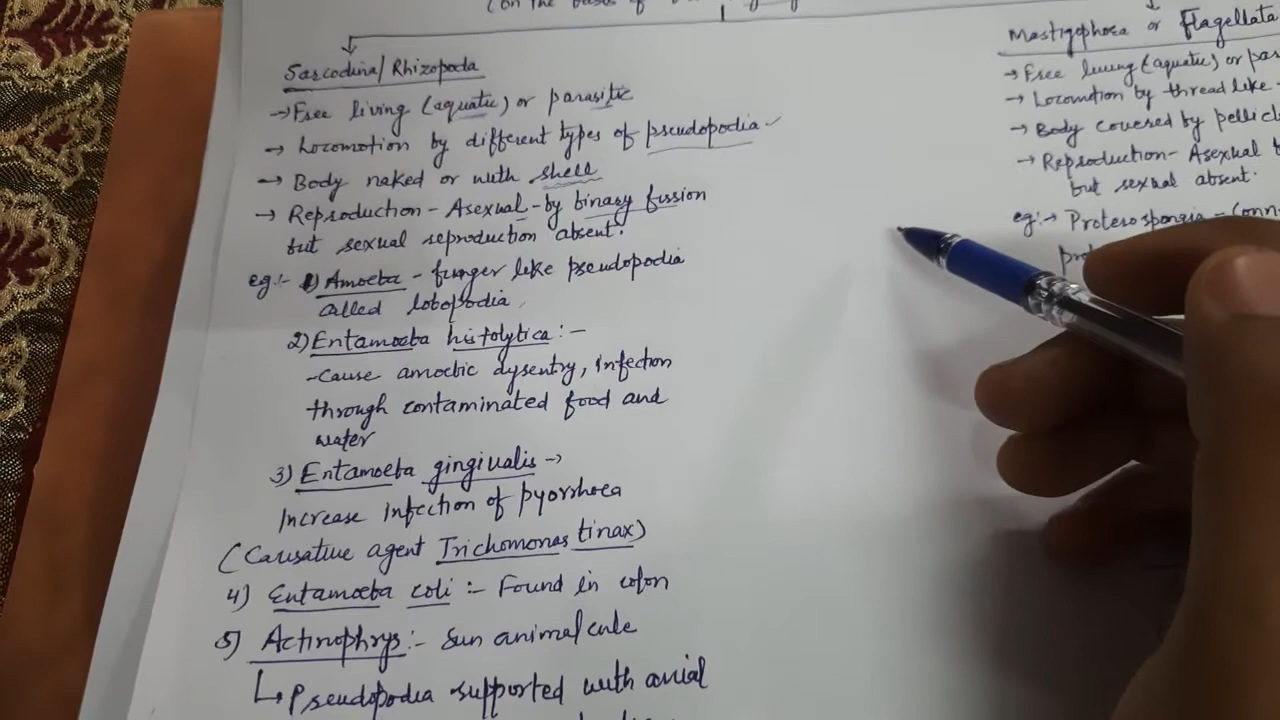 (on the basis of
Sarcodina/Rhizopoda
→ Free living (aquatic) or parasitic
→ Locomotion by different types of pseudopodia
→ Body naked or with shell
→ Reproduction - Asexual - by binary fission
but sexual reproduction absent.
eg:- 1) Amoeba - finger like pseudopodia
called lobopodia
2) Entamoeba histolytica :-
- Cause amoebic dysentry, infection
through contaminated food and
water
3) Entamoeba gingivalis →
Increase infection of pyorrhoea
(Causative agent Trichomonas tinax)
4) Entamoeba coli :- Found in colon
5) Actinophrys :- Sun animalcule
↳ Pseudopodia supported with axial
Mastigophora or Flagellata
→ Free living (aquatic) or
→ Locomotion by thread like
→ Body covered by
→ Reproduction - Asexual
but sexual absent.
eg:→ Proterospongia -